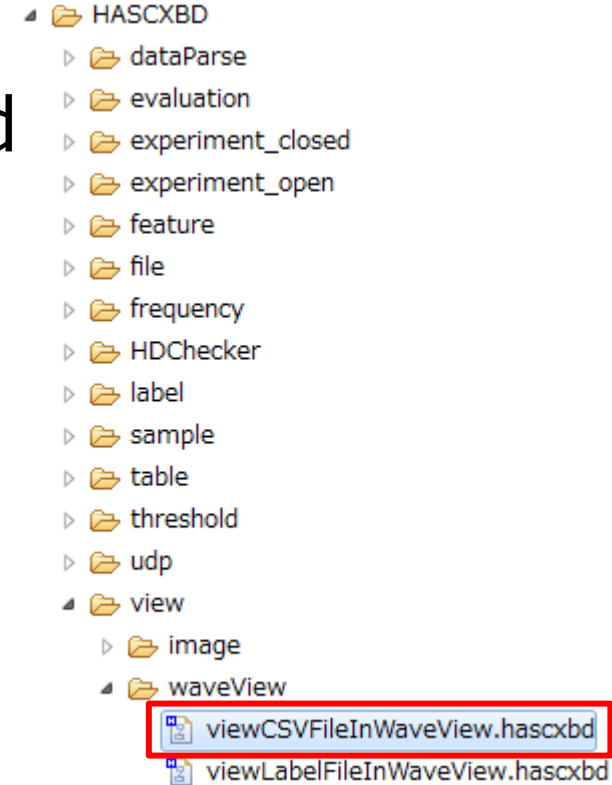 HASCXBD
dataParse
d
evaluation
experiment_closed
experiment_open
feature
file
frequency
HDChecker
label
sample
table
threshold
udp
view
image
waveView
viewCSVFileInWaveView.hascxbd
viewLabelFileInWaveView.hascxbd